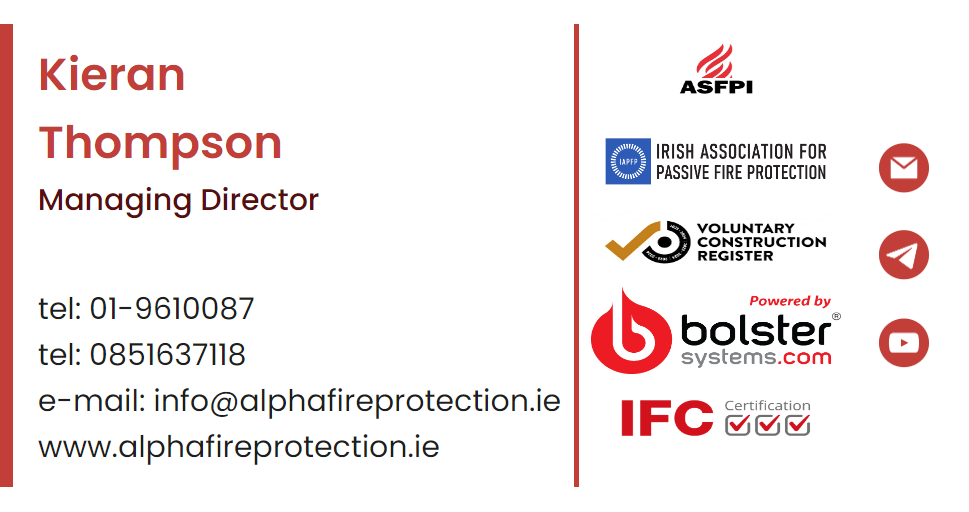 Kieran
Thompson
Managing Director
tel: 01-9610087
tel: 0851637118
e-mail: info@alphafireprotection.ie
www.alphafireprotection.ie
ASFPI
IAPFP
IRISH ASSOCIATION FOR
PASSIVE FIRE PROTECTION
VOLUNTARY
CONSTRUCTION
REGISTER
Powered by
bolster®
systems.com
IFC Certification